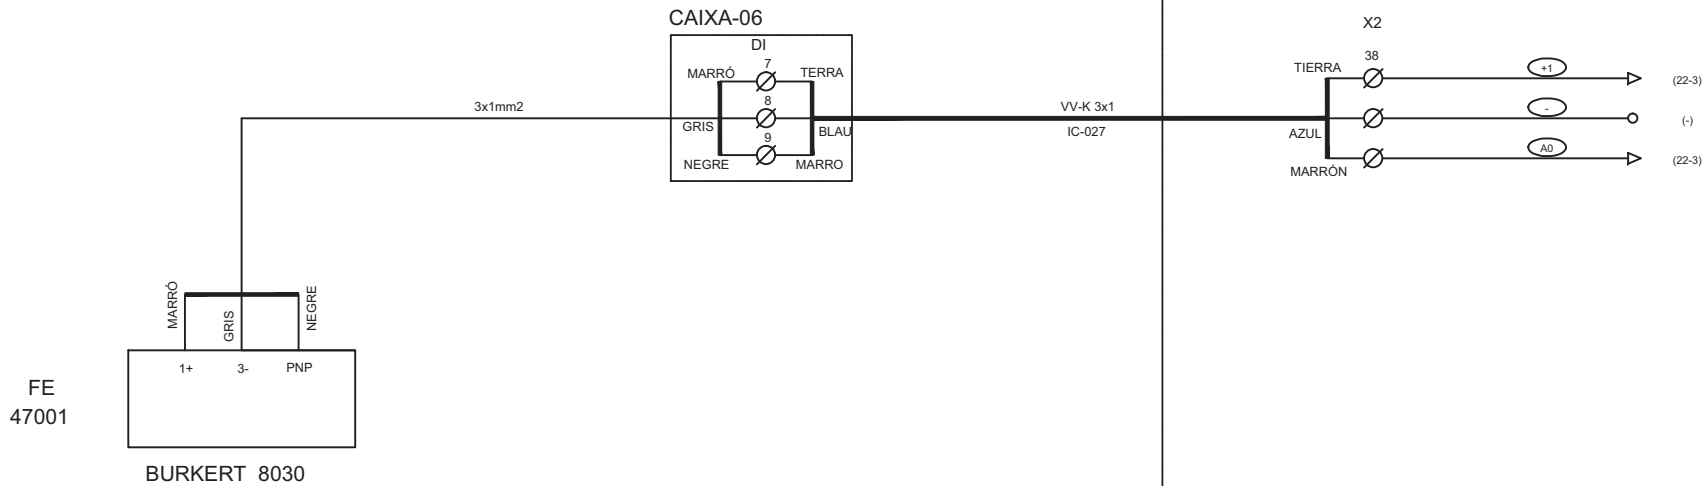 CAIXA-06
DI
7
MARRÓ
TERRA
8
GRIS
BLAU
9
NEGRE
MARRO
3x1mm2
VV-K 3x1
IC-027
X2
38
TIERRA
+1
(22-3)
-
(-)
AZUL
A0
(22-3)
MARRÓN
MARRÓ
GRIS
NEGRE
1+
3-
PNP
FE
47001
BURKERT 8030